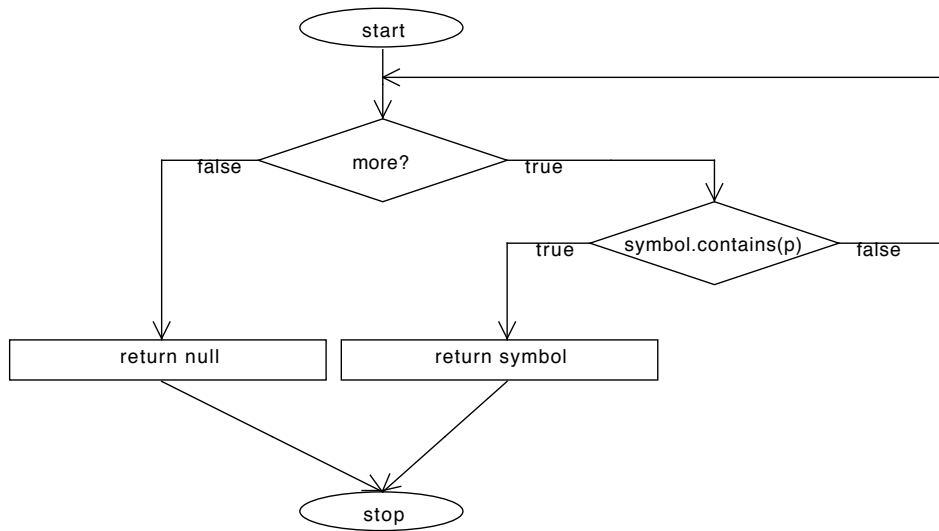 start
more?
false
true
symbol.contains(p)
true
false
return null
return symbol
stop